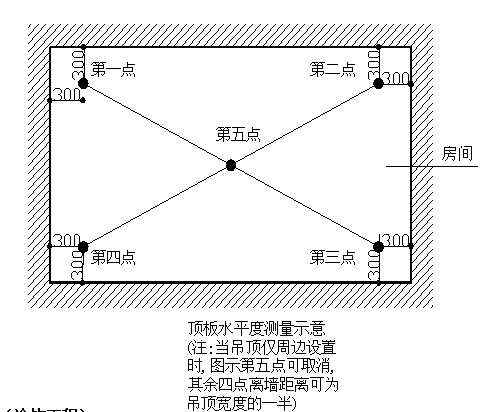 300
300
第一点
第二点
300
300
第五点
房间
300
300
第四点
300
第三点
300
顶板水平度测量示意
(注:当吊顶仅周边设置
时,图示第五点可取消,
其余四点离墙距离可为
吊顶宽度的一半)